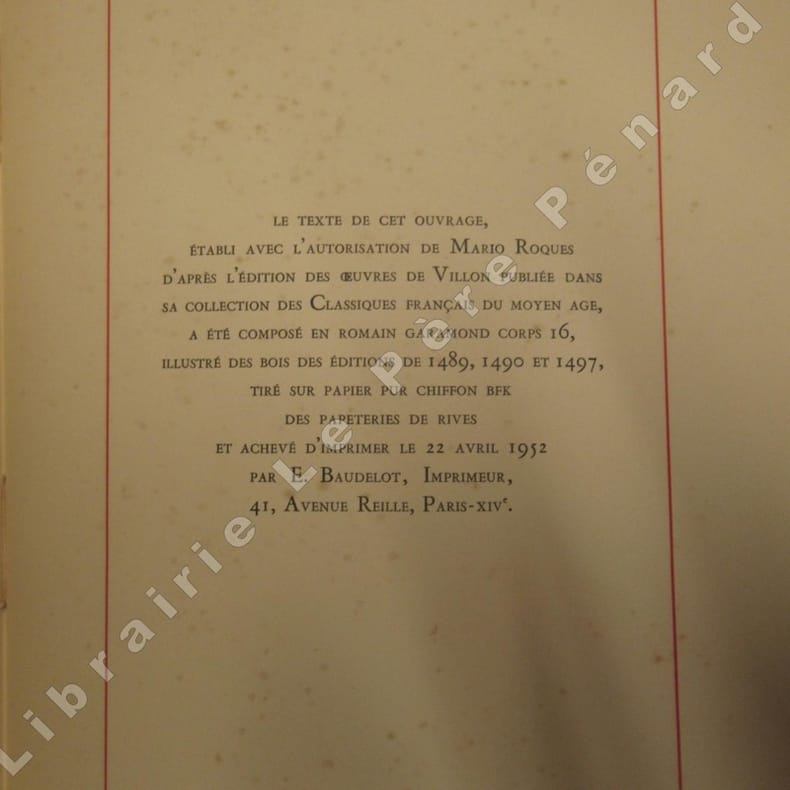 LE TEXTE DE CET OUVRAGE,
ÉTABLI AVEC L'AUTORISATION DE MARIO ROQUES
D'APRÈS L'ÉDITION DES ŒUVRES DE VILLON PUBLIÉE DANS
SA COLLECTION DES CLASSIQUES FRANÇAIS DU MOYEN AGE,
A ÉTÉ COMPOSÉ EN ROMAIN GARAMOND CORPS 16,
ILLUSTRÉ DES BOIS DES ÉDITIONS DE 1489, 1490 ET 1497,
TIRÉ SUR PAPIER PUR CHIFFON BFK
DES PAPETERIES DE RIVES
ET ACHEVÉ D'IMPRIMER LE 22 AVRIL 1952
PAR E. BAUDELOT, IMPRIMEUR,
41, AVENUE REILLE, PARIS-XIVᵉ.
Librairie Le Père Pénard